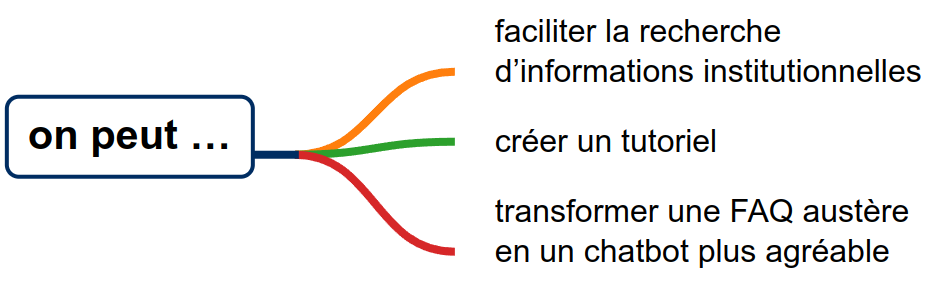 on peut …
faciliter la recherche
d’informations institutionnelles
créer un tutoriel
transformer une FAQ austère
en un chatbot plus agréable